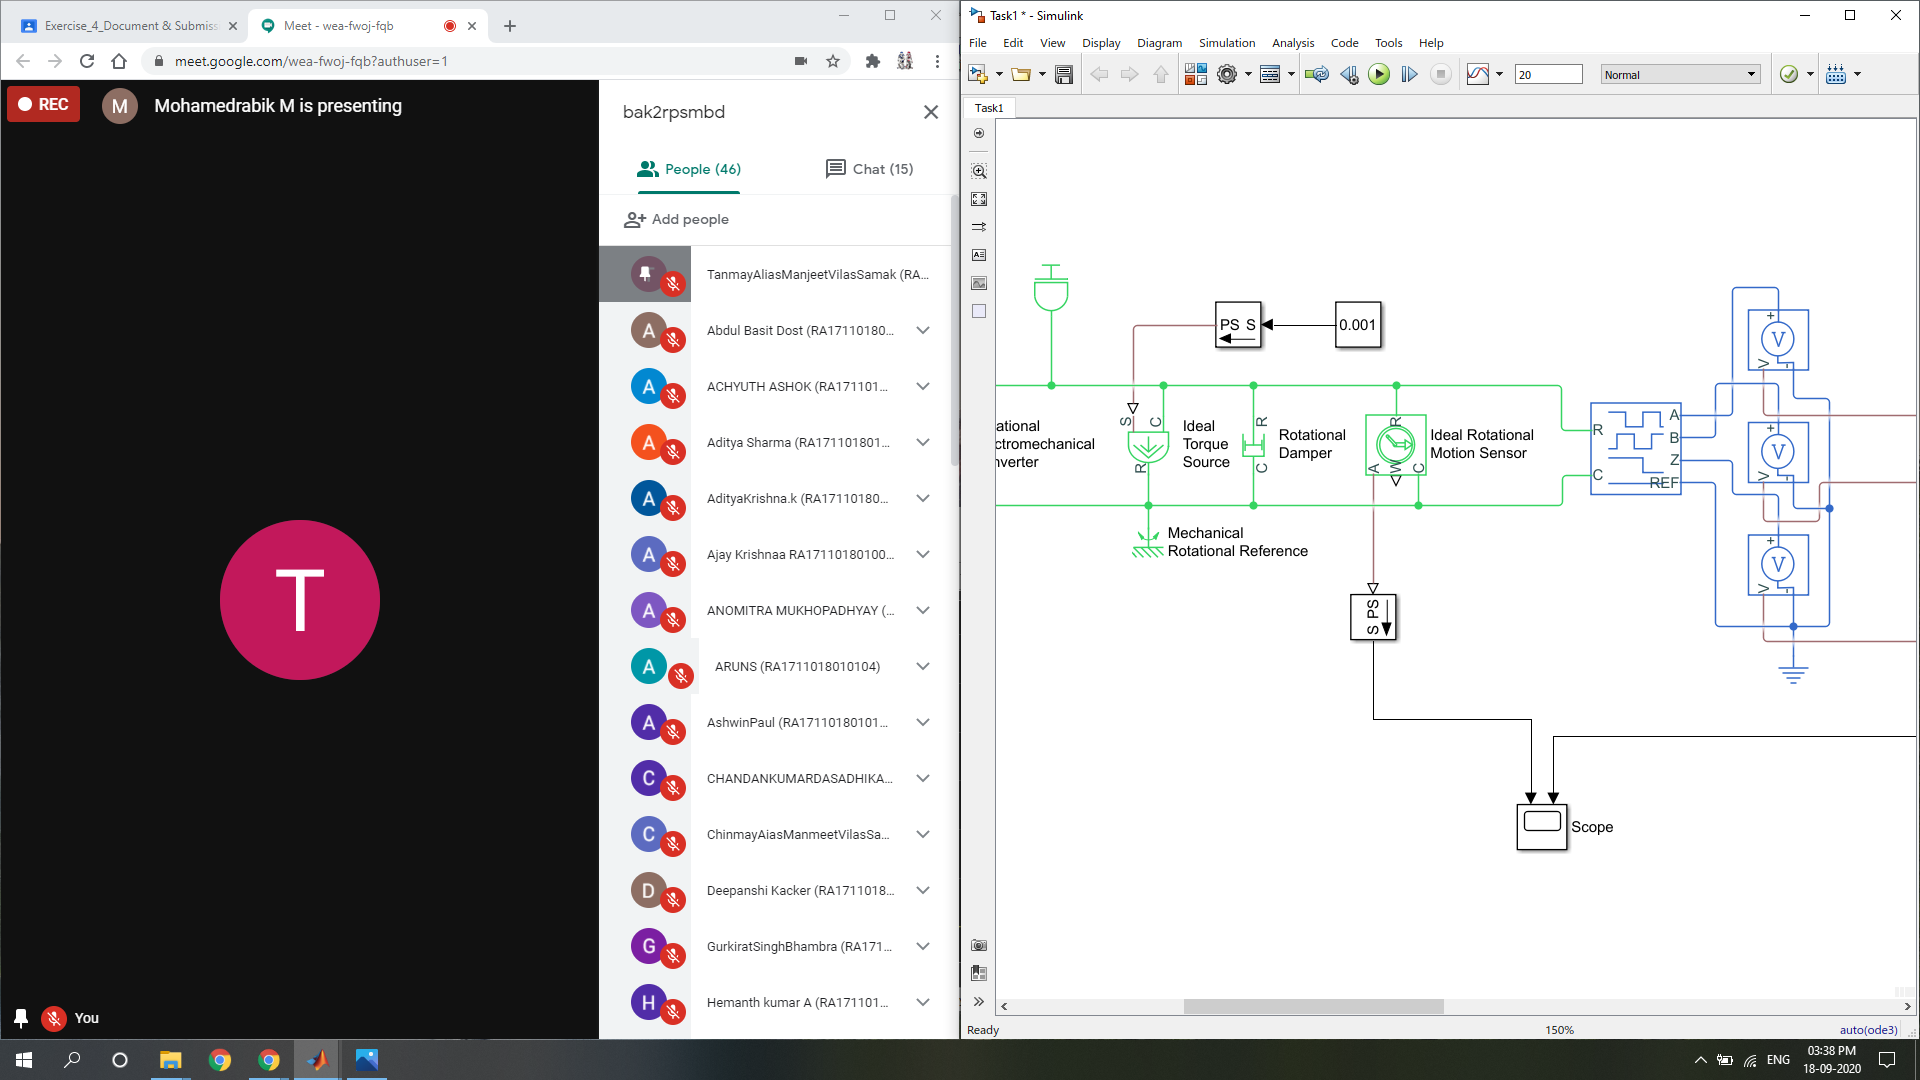 Exercise_4_Document & Submiss
Meet - wea-fwoj-fqb
meet.google.com/wea-fwoj-fqb?authuser=1
REC
M
Mohamedrabik M is presenting
bak2rpsmbd
People (46)
Chat (15)
Add people
TanmayAliasManjeetVilasSamak (RA...
A
Abdul Basit Dost (RA17110180...
A
ACHYUTH ASHOK (RA171101...
A
Aditya Sharma (RA171101801...
A
AdityaKrishna.k (RA17110180...
A
Ajay Krishnaa RA17110180100...
A
ANOMITRA MUKHOPADHYAY (...
A
ARUNS (RA1711018010104)
A
AshwinPaul (RA17110180101...
C
CHANDANKUMARDASADHIKA...
C
ChinmayAiasManmeetVilasSa...
D
Deepanshi Kacker (RA1711018...
G
GurkiratSinghBhambra (RA171...
H
Hemanth kumar A (RA171101...
T
You
Task1 * - Simulink
File Edit View Display Diagram Simulation Analysis Code Tools Help
20
Normal
Task1
PS S
0.001
ational
ctromechanical
nverter
S
C
R
Ideal
Torque
Source
R
C
Rotational
Damper
R
A
W
C
Ideal Rotational
Motion Sensor
Mechanical
Rotational Reference
R
C
A
B
Z
REF
+
V
V
-
+
V
V
-
+
V
V
-
S PS
Scope
Ready
150%
auto(ode3)
ENG
03:38 PM
18-09-2020